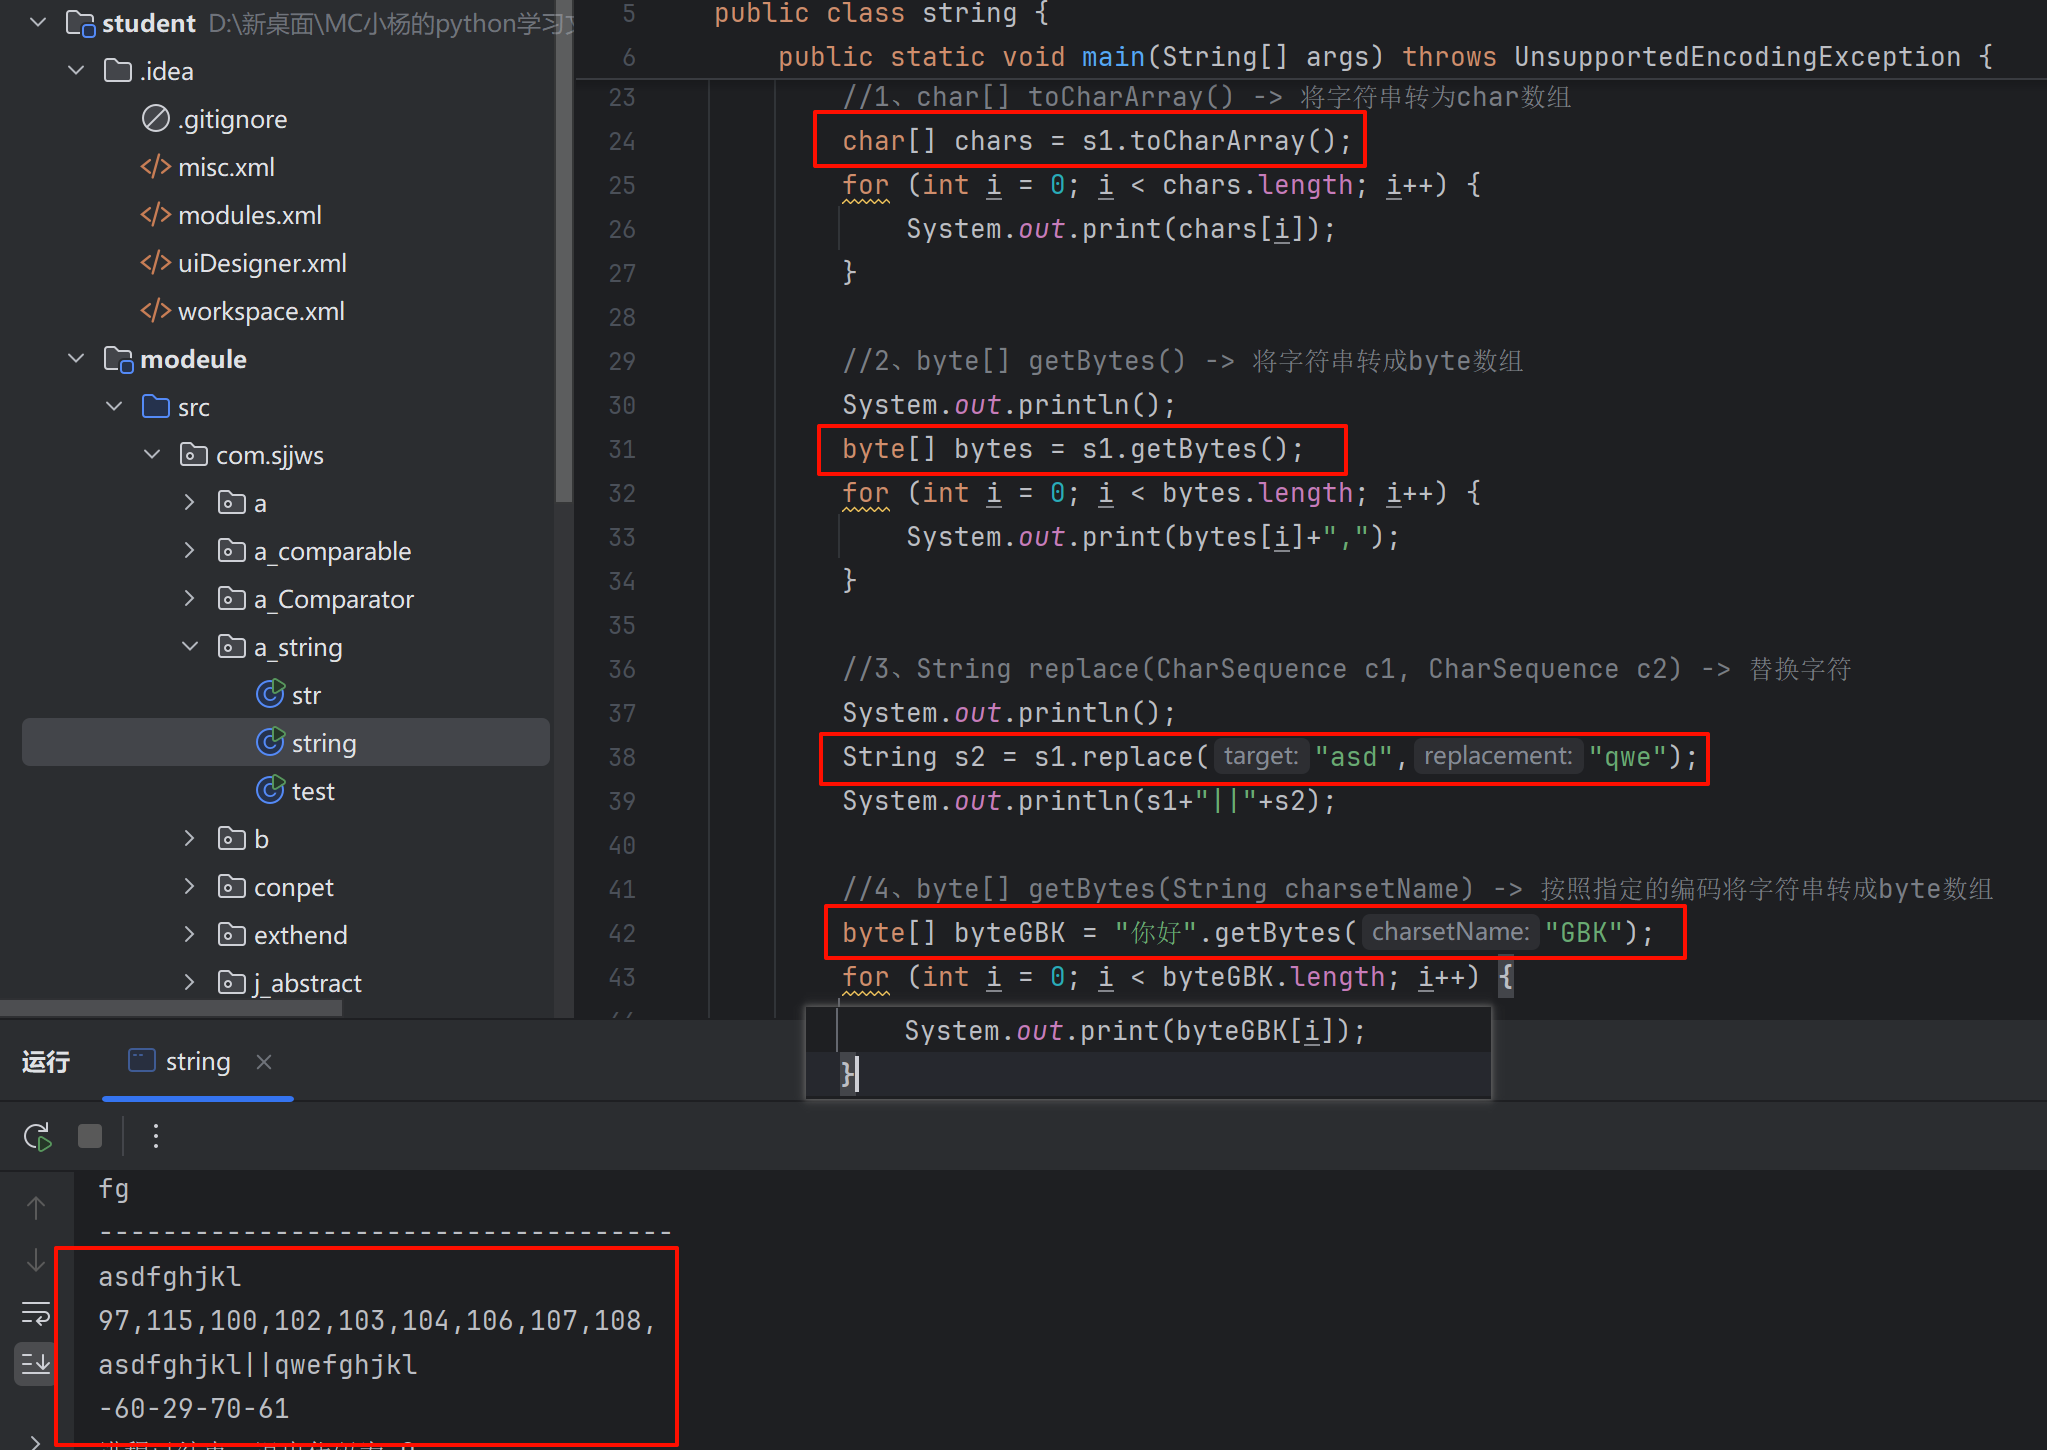 student D:\新桌面\MC小杨的python学习文
.idea
.gitignore
misc.xml
modules.xml
uiDesigner.xml
workspace.xml
modeule
src
com.sjjws
a
a_comparable
a_Comparator
a_string
str
string
test
b
conpet
exthend
j_abstract
5 public class string {
6 public static void main(String[] args) throws UnsupportedEncodingException {
23 //1、char[] toCharArray() -> 将字符串转为char数组
24 char[] chars = s1.toCharArray();
25 for (int i = 0; i < chars.length; i++) {
26 System.out.print(chars[i]);
27 }
28
29 //2、byte[] getBytes() -> 将字符串转成byte数组
30 System.out.println();
31 byte[] bytes = s1.getBytes();
32 for (int i = 0; i < bytes.length; i++) {
33 System.out.print(bytes[i]+",");
34 }
35
36 //3、String replace(CharSequence c1, CharSequence c2) -> 替换字符
37 System.out.println();
38 String s2 = s1.replace( target: "asd", replacement: "qwe");
39 System.out.println(s1+"||"+s2);
40
41 //4、byte[] getBytes(String charsetName) -> 按照指定的编码将字符串转成byte数组
42 byte[] byteGBK = "你好".getBytes( charsetName: "GBK");
43 for (int i = 0; i < byteGBK.length; i++) {
System.out.print(byteGBK[i]);
}
运行 string
fg
------------------------------------
asdfghjkl
97,115,100,102,103,104,106,107,108,
asdfghjkl||qwefghjkl
-60-29-70-61